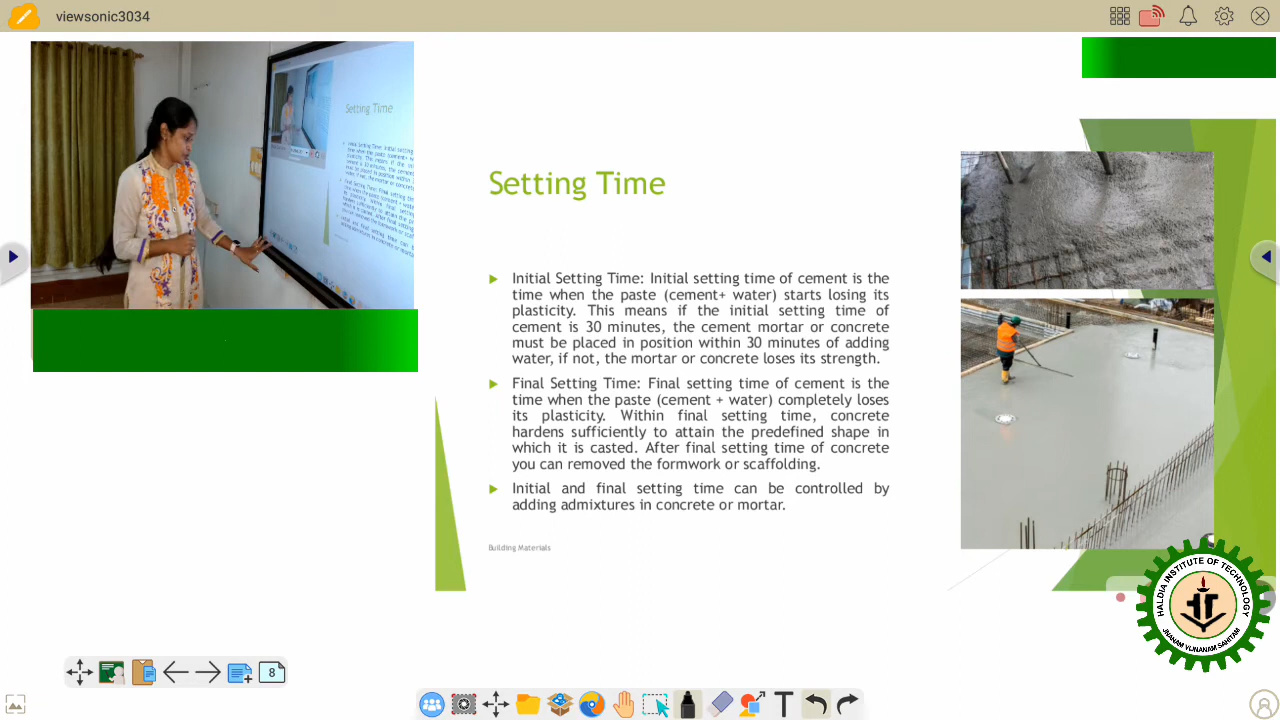 viewsonic3034
Setting Time
Setting Time
Initial Setting Time: Initial setting time of cement is the
time when the paste (cement+ water) starts losing its
plasticity. This means if the initial setting time of
cement is 30 minutes, the cement mortar or concrete
must be placed in position within 30 minutes of adding
water, if not, the mortar or concrete loses its strength.
Final Setting Time: Final setting time of cement is the
time when the paste (cement + water) completely loses
its plasticity. Within final setting time, concrete
hardens sufficiently to attain the predefined shape in
which it is casted. After final setting time of concrete
you can removed the formwork or scaffolding.
Initial and final setting time can be controlled by
adding admixtures in concrete or mortar.
Building Materials
HALDIA INSTITUTE OF TECHNOLOGY
JNANAM VIJNANAM SAHITAM
8
T